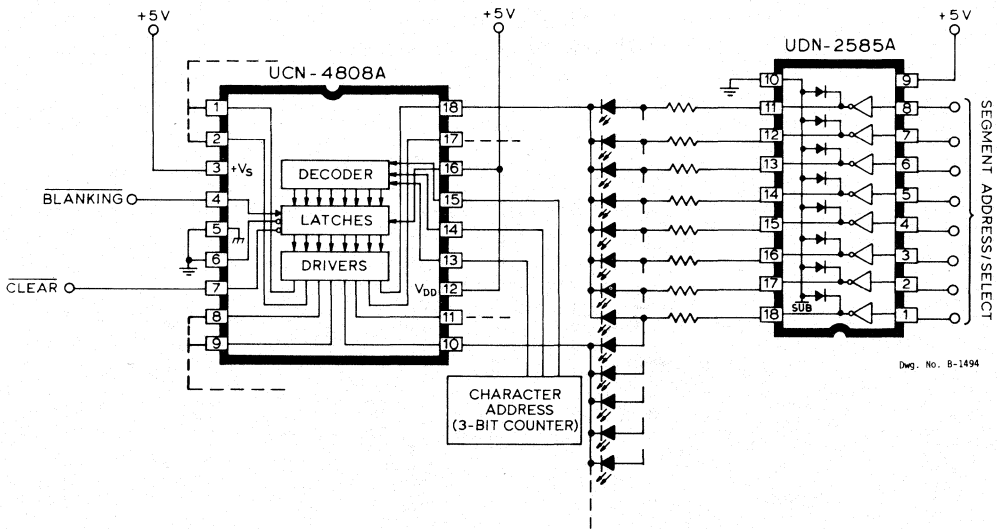 +5V
+5V
+5V
UCN-4808A
UDN-2585A
1
2
3
4
5
6
7
8
9
18
17
16
15
14
13
12
11
10
+VS
VDD
DECODER
LATCHES
DRIVERS
BLANKING
CLEAR
CHARACTER
ADDRESS
(3-BIT COUNTER)
10
11
12
13
14
15
16
17
18
9
8
7
6
5
4
3
2
1
SUB
SEGMENT ADDRESS/SELECT
Dwg. No. B-1494